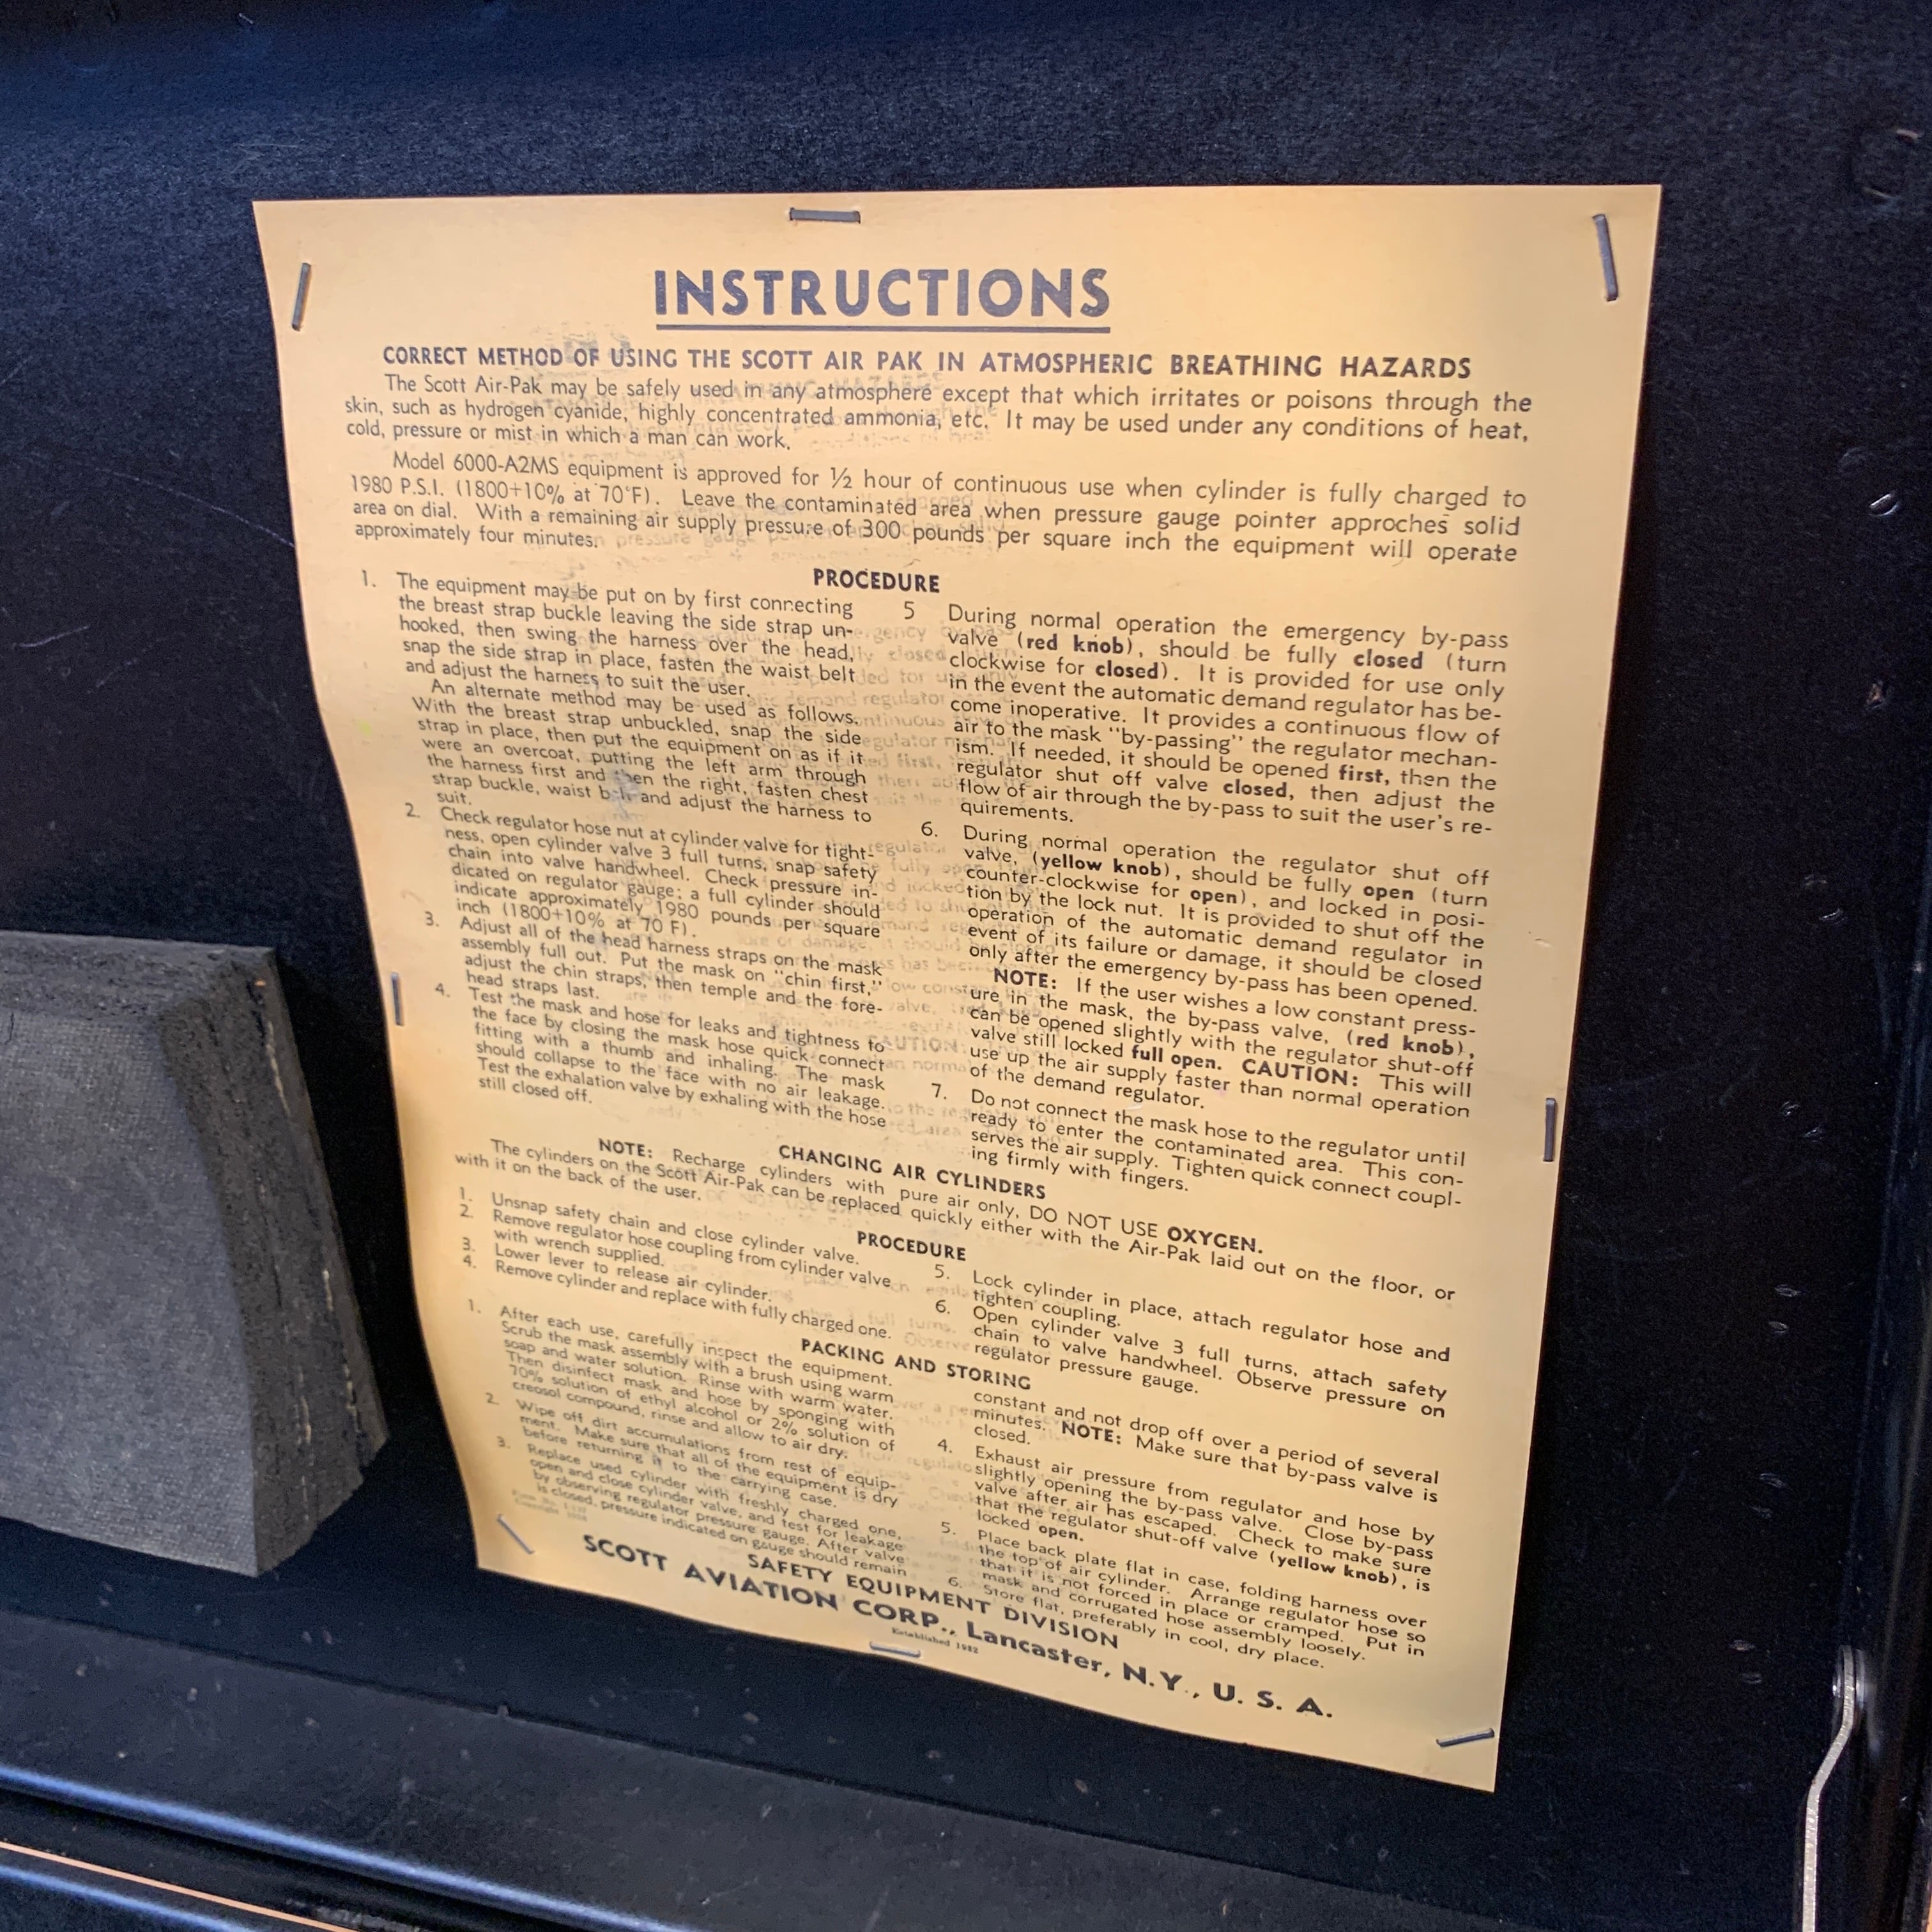 INSTRUCTIONS
CORRECT METHOD OF USING THE SCOTT AIR PAK IN ATMOSPHERIC BREATHING HAZARDS
The Scott Air-Pak may be safely used in any atmosphere except that which irritates or poisons through the
skin, such as hydrogen cyanide, highly concentrated ammonia, etc. It may be used under any conditions of heat,
cold, pressure or mist in which a man can work.
Model 6000-A2MS equipment is approved for ½ hour of continuous use when cylinder is fully charged to
1980 P.S.I. (1800+10% at 70°F). Leave the contaminated area when pressure gauge pointer approches solid
area on dial. With a remaining air supply pressure of 300 pounds per square inch the equipment will operate
approximately four minutes.
PROCEDURE
1. The equipment may be put on by first connecting
the breast strap buckle leaving the side strap un-
hooked, then swing the harness over the head,
snap the side strap in place, fasten the waist belt
and adjust the harness to suit the user.
An alternate method may be used as follows.
With the breast strap unbuckled, snap the side
strap in place, then put the equipment on as if it
were an overcoat, putting the left arm through
the harness first and then the right, fasten chest
strap buckle, waist belt and adjust the harness to
suit.
2. Check regulator hose nut at cylinder valve for tight-
ness, open cylinder valve 3 full turns, snap safety
chain into valve handwheel. Check pressure in-
dicated on regulator gauge; a full cylinder should
indicate approximately 1980 pounds per square
inch (1800+10% at 70 F).
3. Adjust all of the head harness straps on the mask
assembly full out. Put the mask on "chin first,"
adjust the chin straps, then temple and the fore-
head straps last.
4. Test the mask and hose for leaks and tightness to
the face by closing the mask hose quick connect
fitting with a thumb and inhaling. The mask
should collapse to the face with no air leakage.
Test the exhalation valve by exhaling with the hose
still closed off.
5 During normal operation the emergency by-pass
valve (red knob), should be fully closed (turn
clockwise for closed). It is provided for use only
in the event the automatic demand regulator has be-
come inoperative. It provides a continuous flow of
air to the mask "by-passing" the regulator mechan-
ism. If needed, it should be opened first, then the
regulator shut off valve closed, then adjust the
flow of air through the by-pass to suit the user's re-
quirements.
6. During normal operation the regulator shut off
valve, (yellow knob), should be fully open (turn
counter-clockwise for open), and locked in posi-
tion by the lock nut. It is provided to shut off the
operation of the automatic demand regulator in
event of its failure or damage, it should be closed
only after the emergency by-pass has been opened.
NOTE: If the user wishes a low constant press-
ure in the mask, the by-pass valve, (red knob),
can be opened slightly with the regulator shut-off
valve still locked full open. CAUTION: This will
use up the air supply faster than normal operation
of the demand regulator.
7. Do not connect the mask hose to the regulator until
ready to enter the contaminated area. This con-
serves the air supply. Tighten quick connect coupl-
ing firmly with fingers.
CHANGING AIR CYLINDERS
NOTE: Recharge cylinders with pure air only, DO NOT USE OXYGEN.
The cylinders on the Scott Air-Pak can be replaced quickly either with the Air-Pak laid out on the floor, or
with it on the back of the user.
PROCEDURE
1. Unsnap safety chain and close cylinder valve.
2. Remove regulator hose coupling from cylinder valve
with wrench supplied.
3. Lower lever to release air cylinder.
4. Remove cylinder and replace with fully charged one.
5. Lock cylinder in place, attach regulator hose and
tighten coupling.
6. Open cylinder valve 3 full turns, attach safety
chain to valve handwheel. Observe pressure on
regulator pressure gauge.
PACKING AND STORING
1. After each use, carefully inspect the equipment.
Scrub the mask assembly with a brush using warm
soap and water solution. Rinse with warm water.
Then disinfect mask and hose by sponging with
70% solution of ethyl alcohol or 2% solution of
creosol compound, rinse and allow to air dry.
2. Wipe off dirt accumulations from rest of equip-
ment. Make sure that all of the equipment is dry
before returning it to the carrying case.
3. Replace used cylinder with freshly charged one,
open and close cylinder valve, and test for leakage
by observing regulator pressure gauge. After valve
is closed, pressure indicated on gauge should remain
constant and not drop off over a period of several
minutes. NOTE: Make sure that by-pass valve is
closed.
4. Exhaust air pressure from regulator and hose by
slightly opening the by-pass valve. Close by-pass
valve after air has escaped. Check to make sure
that the regulator shut-off valve (yellow knob), is
locked open.
5. Place back plate flat in case, folding harness over
the top of air cylinder. Arrange regulator hose so
that it is not forced in place or cramped. Put in
mask and corrugated hose assembly loosely.
6. Store flat, preferably in cool, dry place.
SAFETY EQUIPMENT DIVISION
SCOTT AVIATION CORP., Lancaster, N.Y., U. S. A.
Established 1932